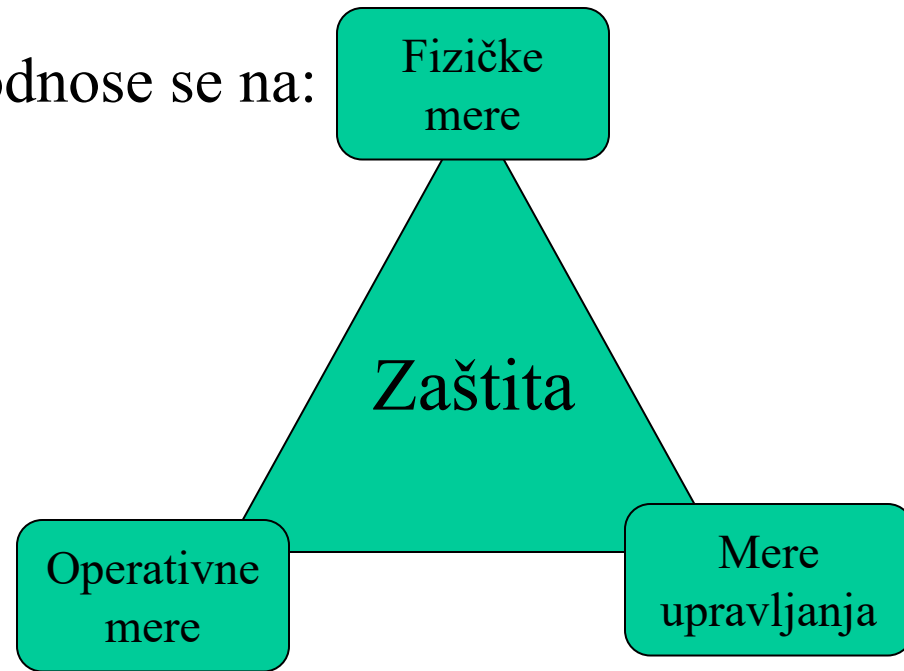 odnose se na:
Fizičke
mere
Zaštita
Operativne
mere
Mere
upravljanja